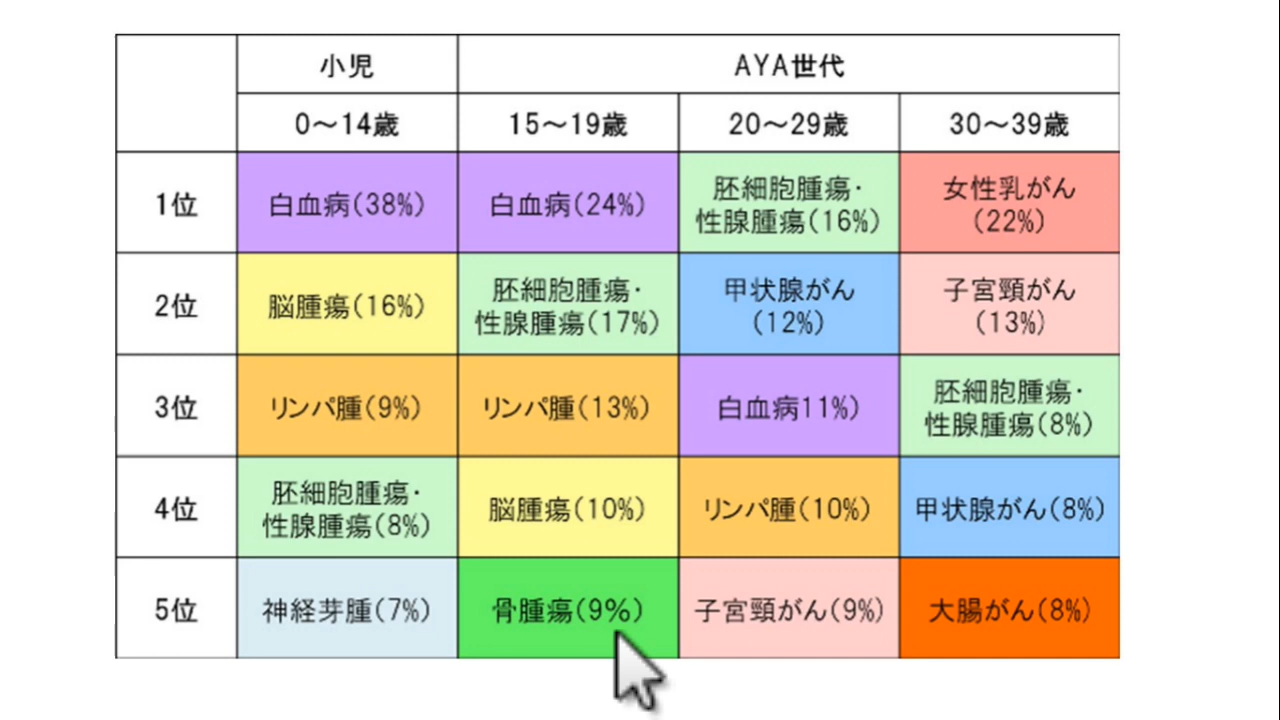 小児
AYA世代
0～14歳
15～19歳
20～29歳
30～39歳
1位
白血病(38%)
白血病(24%)
胚細胞腫瘍・
性腺腫瘍(16%)
女性乳がん
(22%)
2位
脳腫瘍(16%)
胚細胞腫瘍・
性腺腫瘍(17%)
甲状腺がん
(12%)
子宮頸がん
(13%)
3位
リンパ腫(9%)
リンパ腫(13%)
白血病11%)
胚細胞腫瘍・
性腺腫瘍(8%)
4位
胚細胞腫瘍・
性腺腫瘍(8%)
脳腫瘍(10%)
リンパ腫(10%)
甲状腺がん(8%)
5位
神経芽腫(7%)
骨腫瘍(9%)
子宮頸がん(9%)
大腸がん(8%)